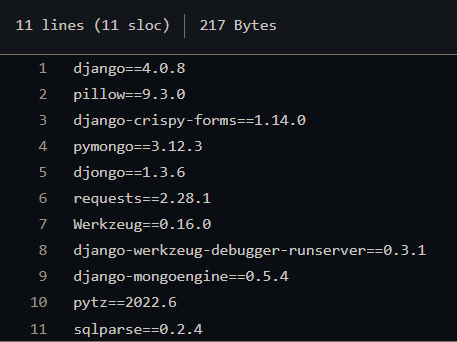 11 lines (11 sloc) 217 Bytes
1 django==4.0.8
2 pillow==9.3.0
3 django-crispy-forms==1.14.0
4 pymongo==3.12.3
5 djongo==1.3.6
6 requests==2.28.1
7 Werkzeug==0.16.0
8 django-werkzeug-debugger-runserver==0.3.1
9 django-mongoengine==0.5.4
10 pytz==2022.6
11 sqlparse==0.2.4